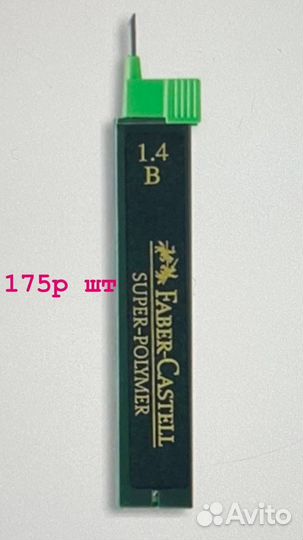 1.4
B
FABER-CASTELL
SUPER-POLYMER
175р шт
Avito